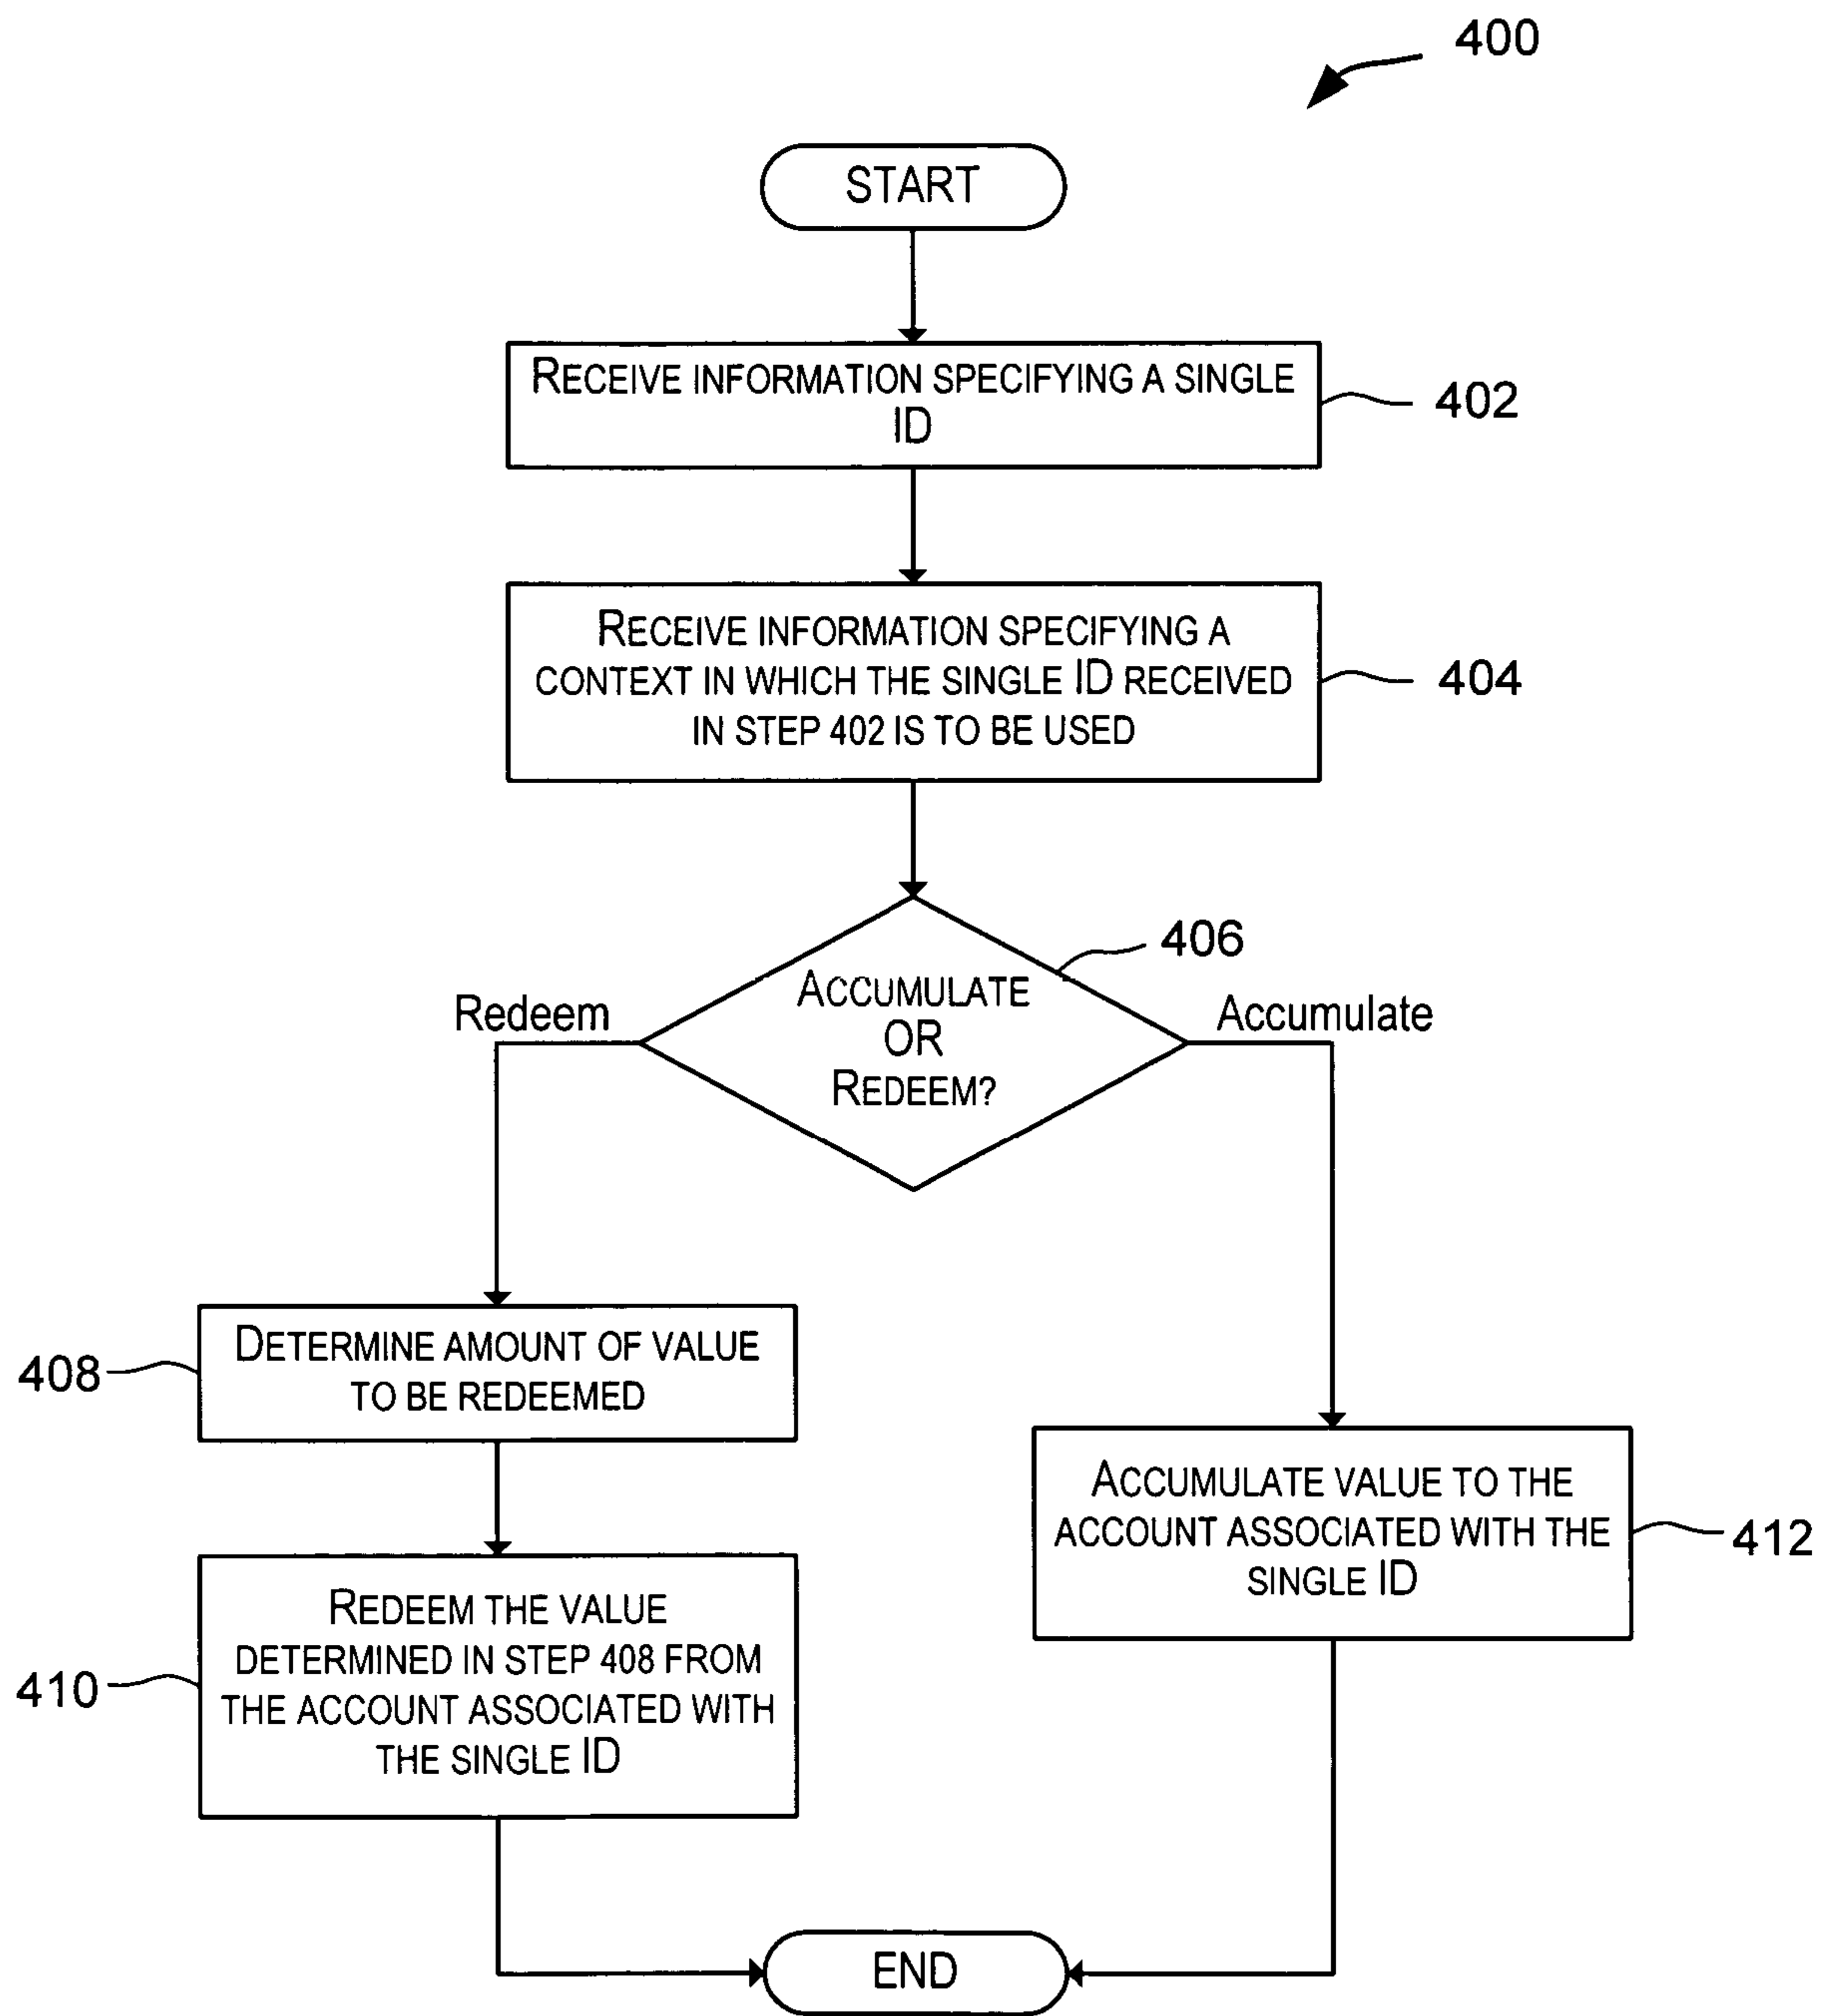 400
START
RECEIVE INFORMATION SPECIFYING A SINGLE
ID
402
RECEIVE INFORMATION SPECIFYING A
CONTEXT IN WHICH THE SINGLE ID RECEIVED
IN STEP 402 IS TO BE USED
404
406
ACCUMULATE
OR
REDEEM?
Redeem
Accumulate
408
DETERMINE AMOUNT OF VALUE
TO BE REDEEMED
ACCUMULATE VALUE TO THE
ACCOUNT ASSOCIATED WITH THE
SINGLE ID
412
410
REDEEM THE VALUE
DETERMINED IN STEP 408 FROM
THE ACCOUNT ASSOCIATED WITH
THE SINGLE ID
END